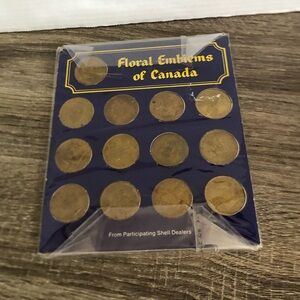 Floral Emblems
of Canada
From Participating Shell Dealers